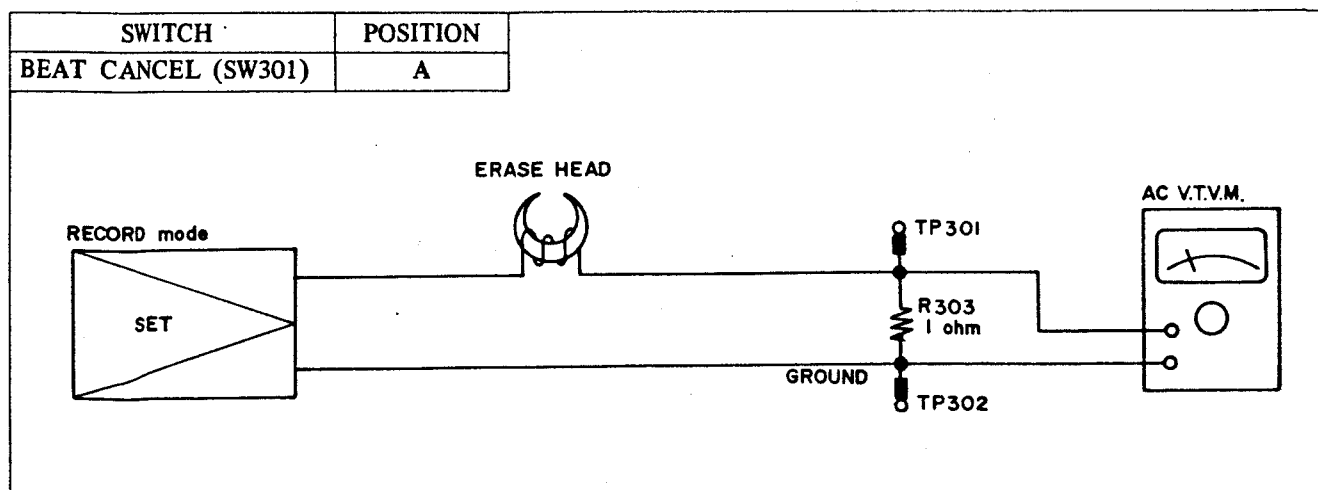 SWITCH POSITION
BEAT CANCEL (SW301) A
ERASE HEAD
AC V.T.V.M.
RECORD mode
TP301
SET
R303
1 ohm
GROUND
TP302